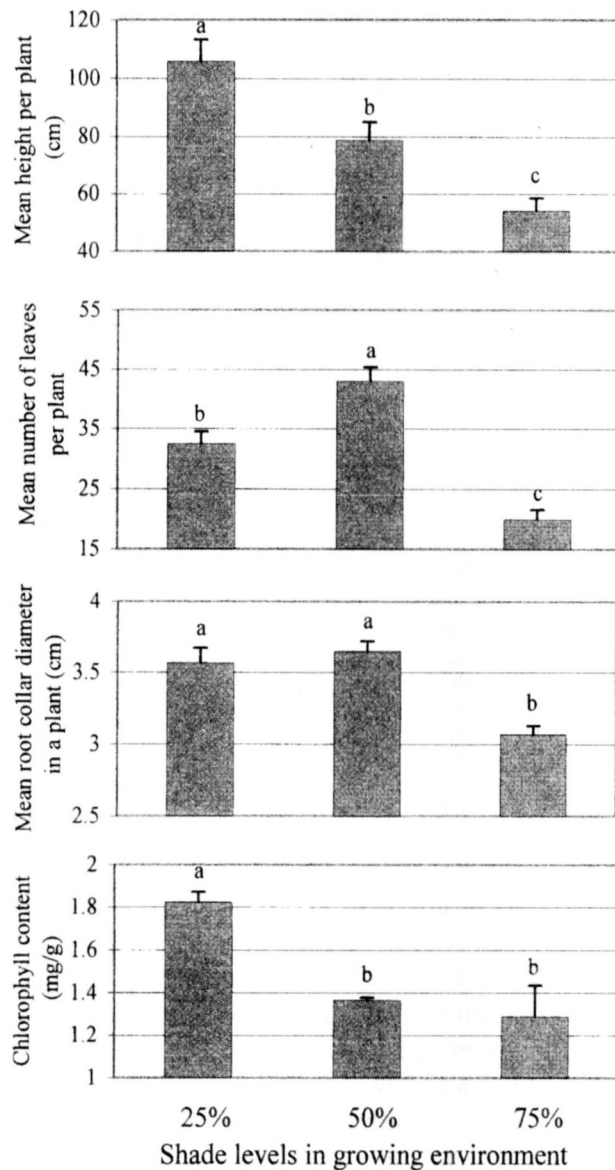 Mean height per plant
(cm)
120
100
80
60
40
a
b
c
Mean number of leaves
per plant
55
45
35
25
15
b
a
c
Mean root collar diameter
in a plant (cm)
4
3.5
3
2.5
a
a
b
Chlorophyll content
(mg/g)
2
1.8
1.6
1.4
1.2
1
a
b
b
25%
50%
75%
Shade levels in growing environment